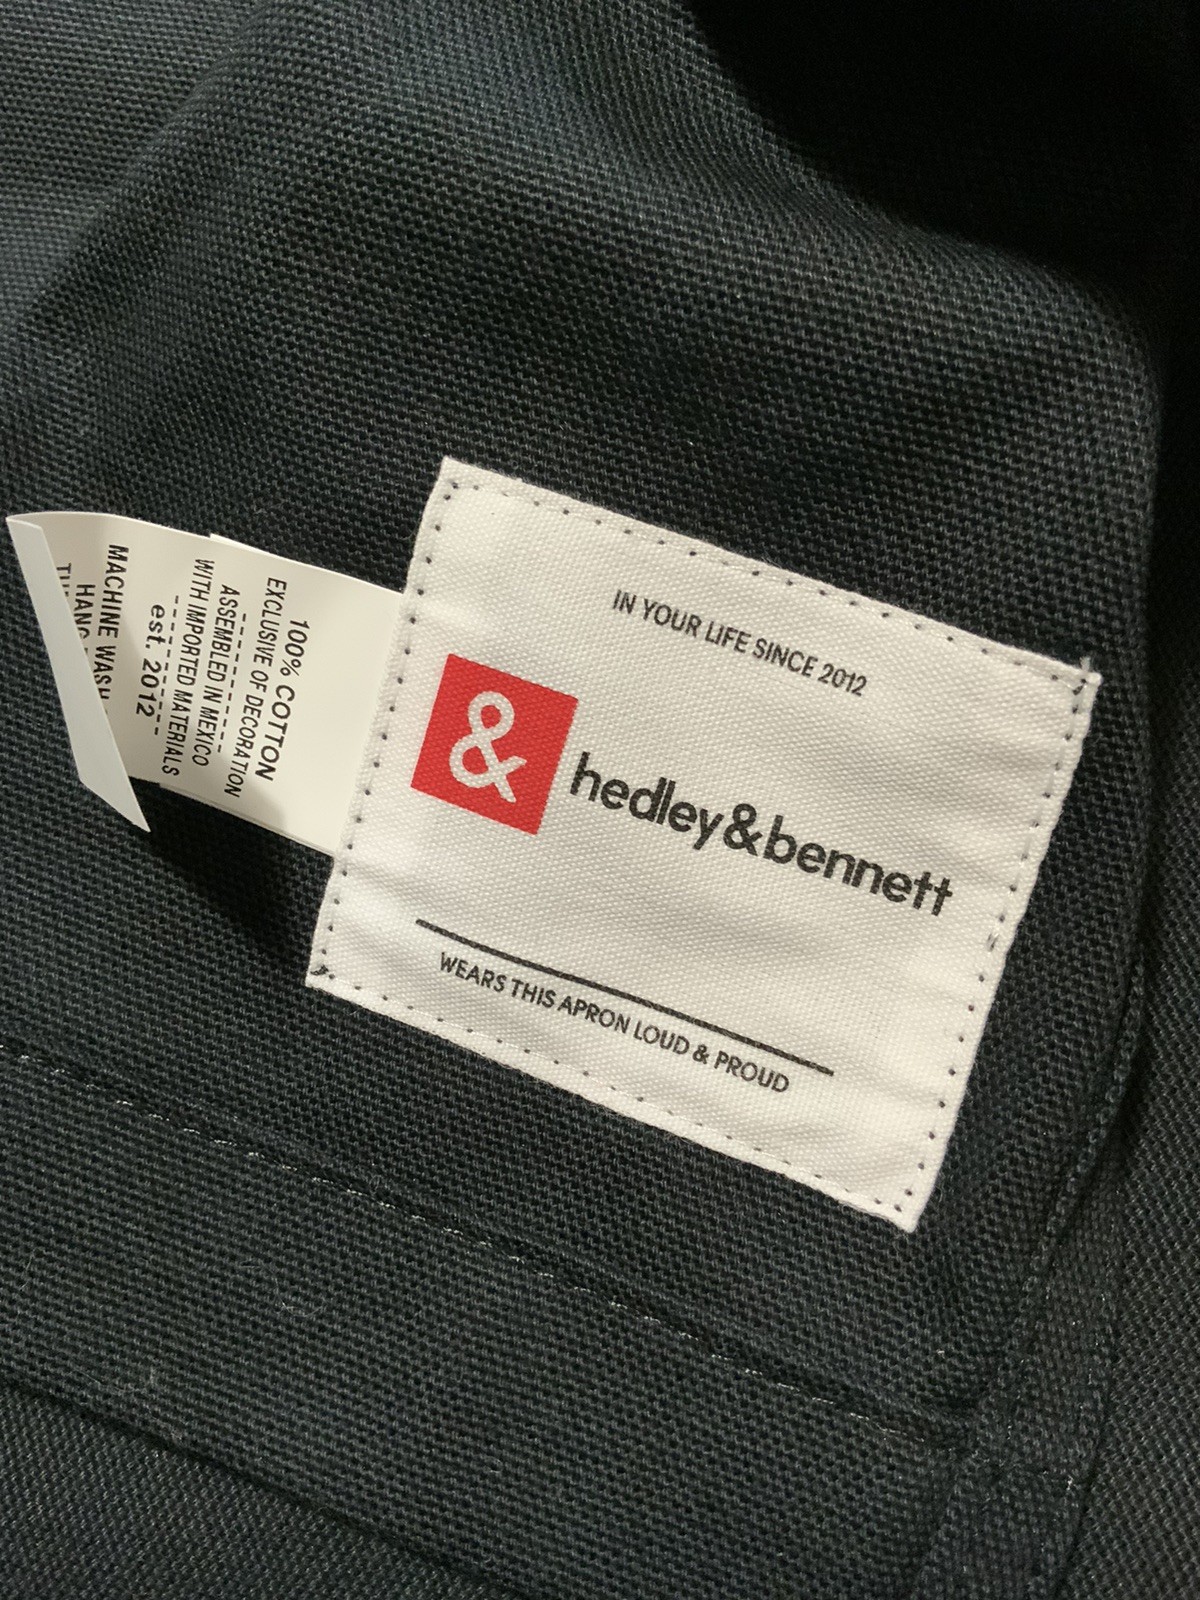 IN YOUR LIFE SINCE 2012
&
hedley&bennett
WEARS THIS APRON LOUD & PROUD
100% COTTON
EXCLUSIVE OF DECORATION
ASSEMBLED IN MEXICO
WITH IMPORTED MATERIALS
est. 2012
MACHINE WASH